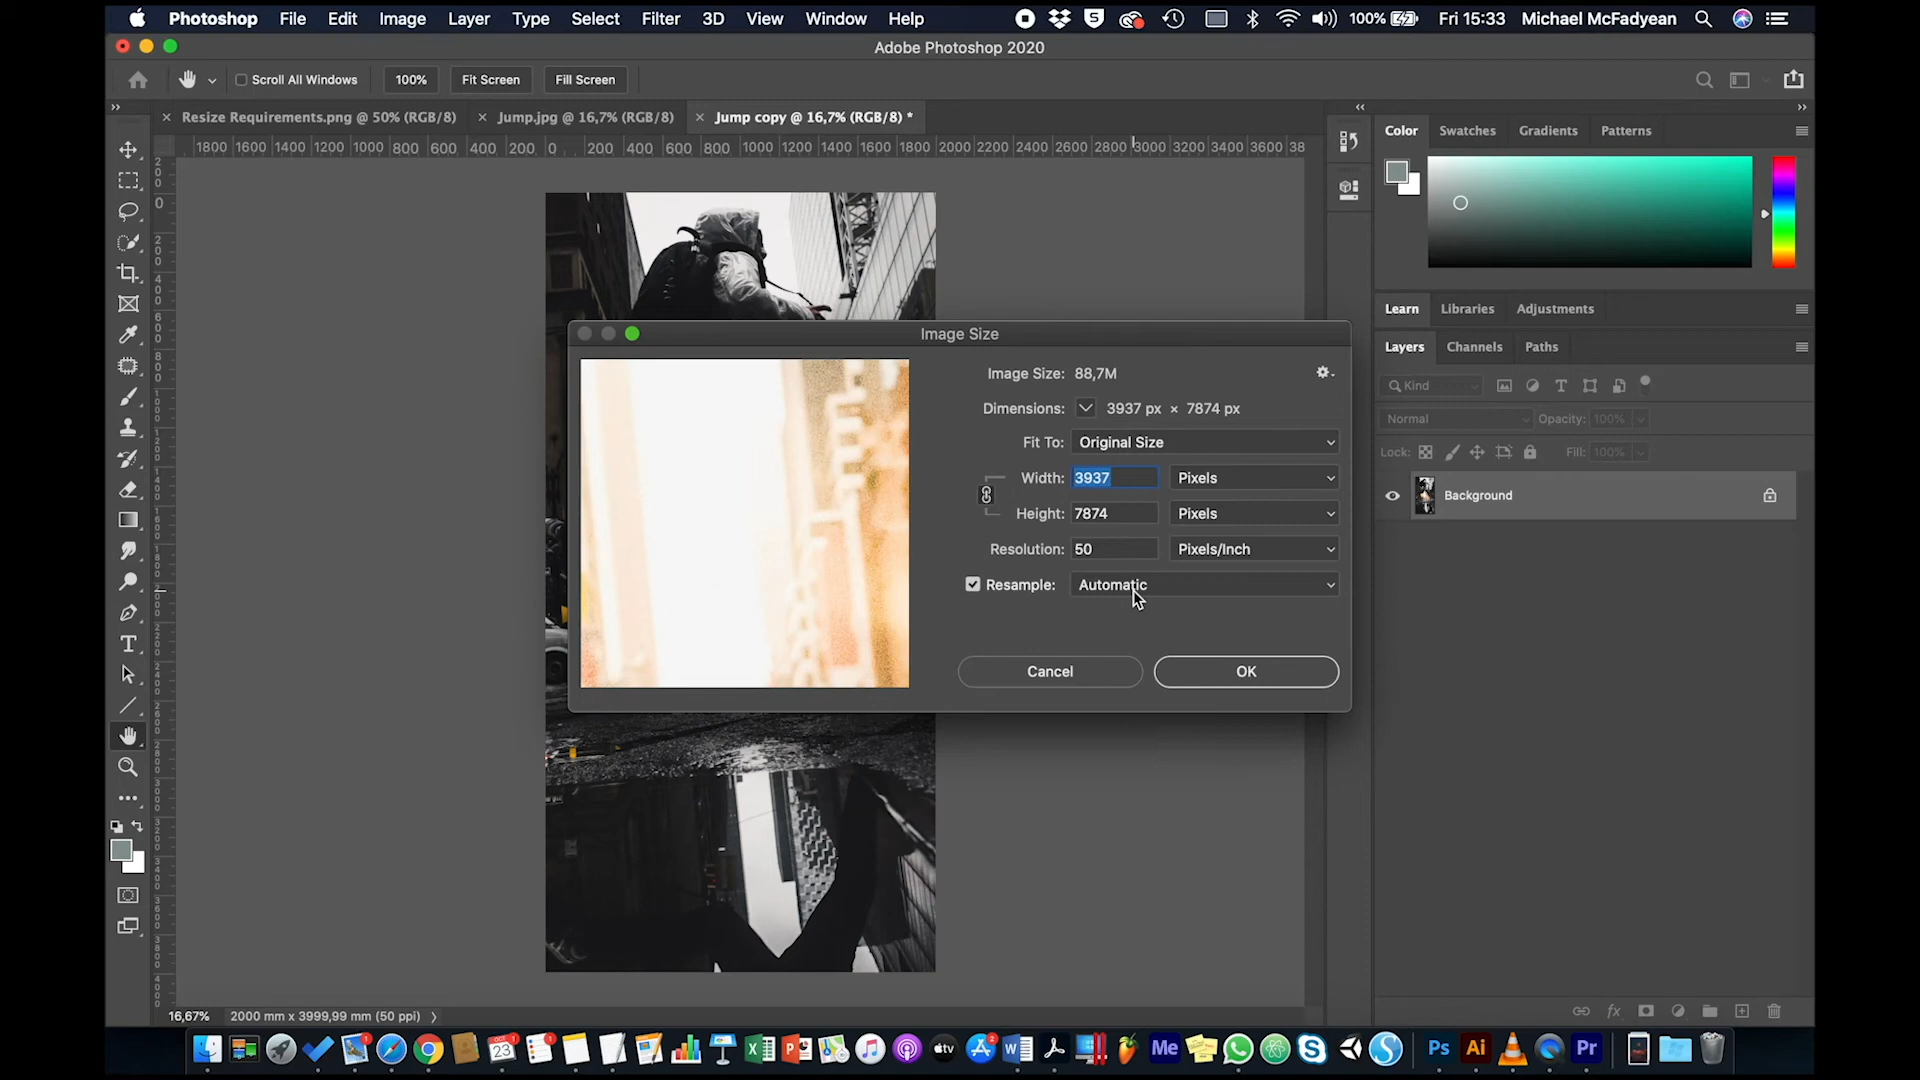 Photoshop File Edit Image Layer Type Select Filter 3D View Window Help 100% Fri 15:33 Michael McFadyean
Adobe Photoshop 2020
Scroll All Windows 100% Fit Screen Fill Screen
Resize Requirements.png @ 50% (RGB/8) Jump.jpg @ 16,7% (RGB/8) Jump copy @ 16,7% (RGB/8) *
1800 1600 1400 1200 1000 800 600 400 200 0 200 400 600 800 1000 1200 1400 1600 1800 2000 2200 2400 2600 2800 3000 3200 3400 3600 38
Color Swatches Gradients Patterns
Learn Libraries Adjustments
Layers Channels Paths
Kind
Normal Opacity: 100%
Lock: Fill: 100%
Background
Image Size
Image Size: 88,7M
Dimensions: 3937 px × 7874 px
Fit To: Original Size
Width: 3937 Pixels
Height: 7874 Pixels
Resolution: 50 Pixels/Inch
Resample: Automatic
Cancel OK
16,67% 2000 mm x 3999,99 mm (50 ppi)
23 tv Me Ps Ai Pr